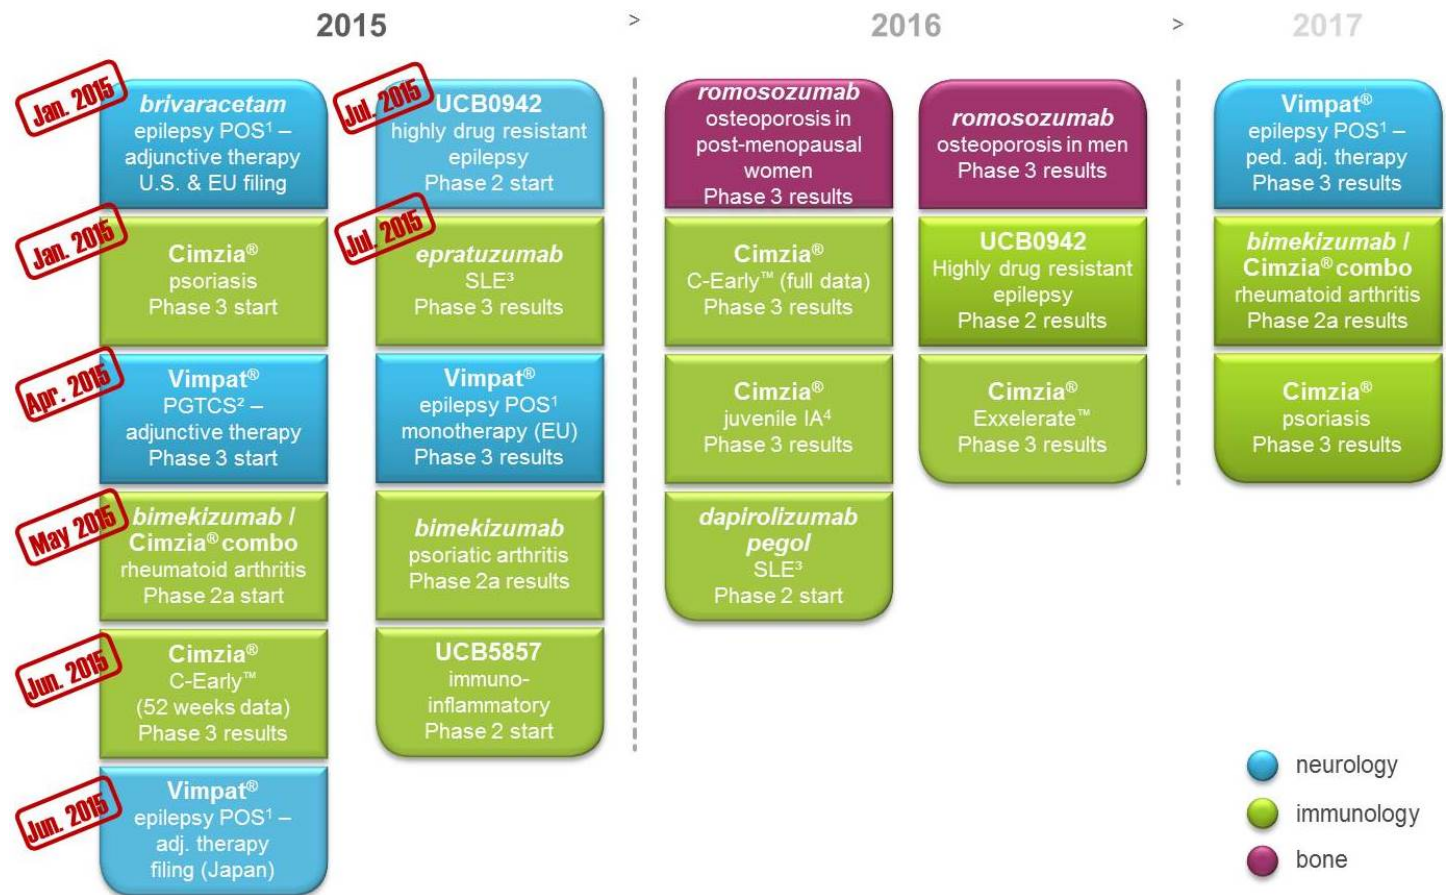 2015
>
2016
>
2017
Jan. 2015
brivaracetam
epilepsy POS¹ –
adjunctive therapy
U.S. & EU filing
Jan. 2015
Cimzia®
psoriasis
Phase 3 start
Apr. 2015
Vimpat®
PGTCS² –
adjunctive therapy
Phase 3 start
May 2015
bimekizumab /
Cimzia® combo
rheumatoid arthritis
Phase 2a start
Jun. 2015
Cimzia®
C-Early™
(52 weeks data)
Phase 3 results
Jun. 2015
Vimpat®
epilepsy POS¹ –
adj. therapy
filing (Japan)
Jul. 2015
UCB0942
highly drug resistant
epilepsy
Phase 2 start
Jul. 2015
epratuzumab
SLE³
Phase 3 results
Vimpat®
epilepsy POS¹
monotherapy (EU)
Phase 3 results
bimekizumab
psoriatic arthritis
Phase 2a results
UCB5857
immuno-
inflammatory
Phase 2 start
romosozumab
osteoporosis in
post-menopausal
women
Phase 3 results
Cimzia®
C-Early™ (full data)
Phase 3 results
Cimzia®
juvenile IA⁴
Phase 3 results
dapirolizumab
pegol
SLE³
Phase 2 start
romosozumab
osteoporosis in men
Phase 3 results
UCB0942
Highly drug resistant
epilepsy
Phase 2 results
Cimzia®
Exxelerate™
Phase 3 results
Vimpat®
epilepsy POS¹ –
ped. adj. therapy
Phase 3 results
bimekizumab /
Cimzia® combo
rheumatoid arthritis
Phase 2a results
Cimzia®
psoriasis
Phase 3 results
neurology
immunology
bone